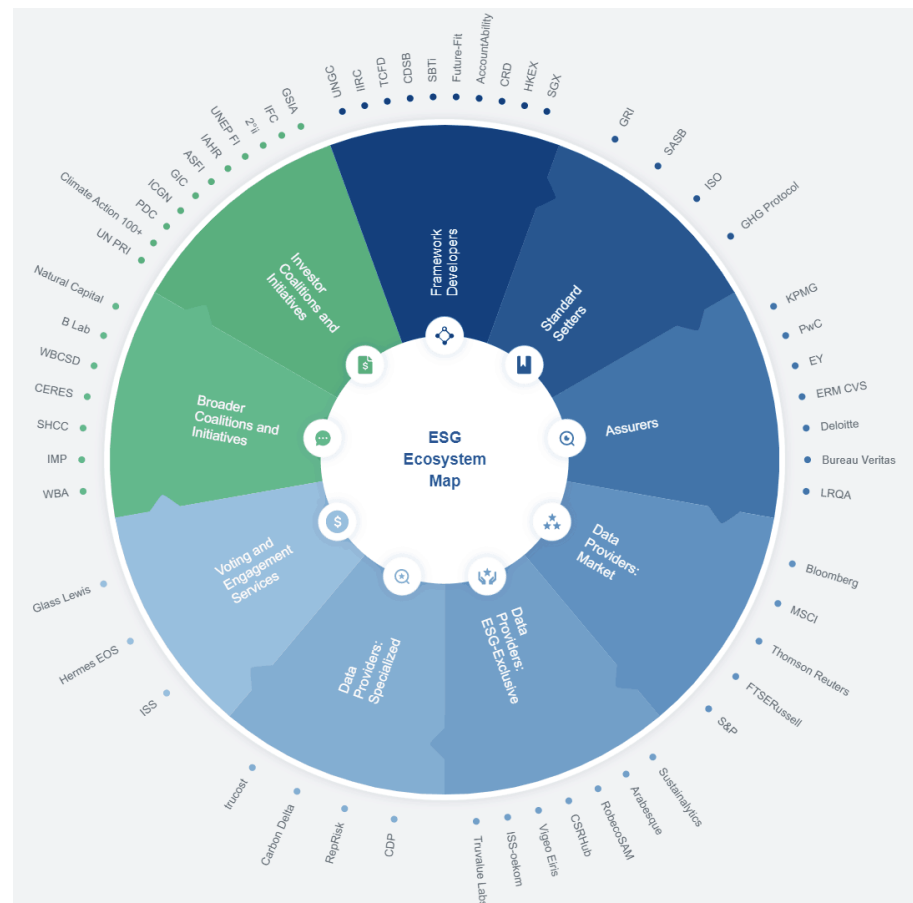 ESG
Ecosystem
Map
Framework
Developers
UNGC
IIRC
TCFD
CDSB
SBTi
Future-Fit
AccountAbility
CRD
HKEX
SGX
Standard
Setters
GRI
SASB
ISO
GHG Protocol
Assurers
KPMG
PwC
EY
ERM CVS
Deloitte
Bureau Veritas
LRQA
Data
Providers:
Market
Bloomberg
MSCI
Thomson Reuters
FTSERussell
S&P
Data
Providers:
ESG-Exclusive
Sustainalytics
Arabesque
RobecoSAM
CSRHub
Vigeo Eiris
ISS-oekom
Truvalue Labs
Data
Providers:
Specialized
CDP
RepRisk
Carbon Delta
trucost
Voting and
Engagement
Services
ISS
Hermes EOS
Glass Lewis
Broader
Coalitions and
Initiatives
WBA
IMP
SHCC
CERES
WBCSD
B Lab
Natural Capital
Investor
Coalitions and
Initiatives
UN PRI
Climate Action 100+
PDC
ICGN
GIC
ASFI
IAHR
UNEP FI
2°ii
IFC
GSIA